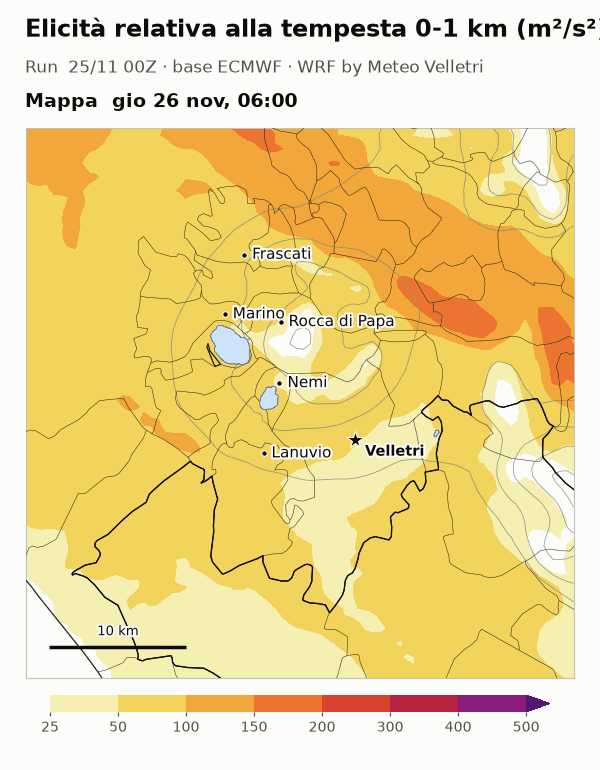 Elicità relativa alla tempesta 0-1 km (m²/s²)
Run 25/11 00Z · base ECMWF · WRF by Meteo Velletri
Mappa gio 26 nov, 06:00
Frascati
Marino
Rocca di Papa
Nemi
Velletri
Lanuvio
10 km
25 50 100 150 200 300 400 500